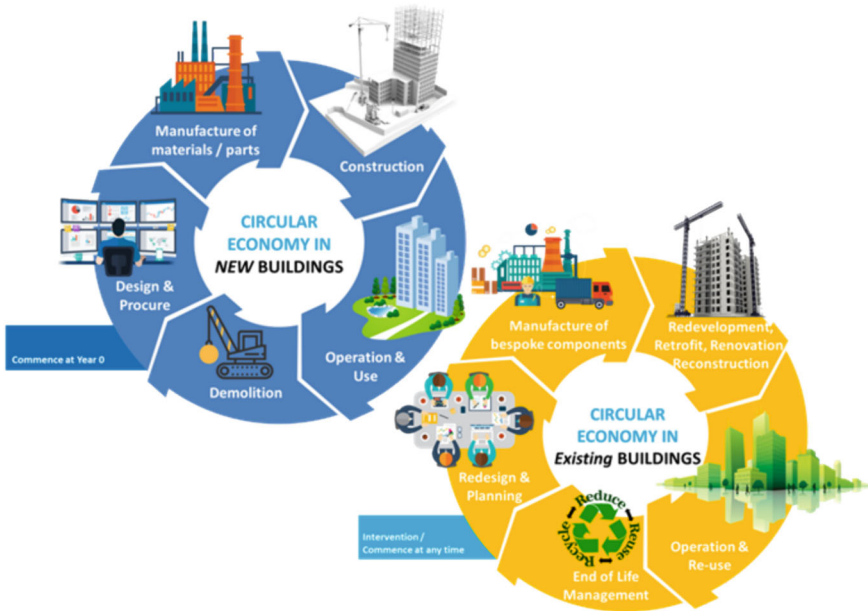 Manufacture of
materials / parts
Construction
CIRCULAR
ECONOMY IN
NEW BUILDINGS
Design &
Procure
Operation &
Use
Demolition
Commence at Year 0
Manufacture of
bespoke components
Redevelopment,
Retrofit, Renovation
Reconstruction
CIRCULAR
ECONOMY IN
Existing BUILDINGS
Redesign &
Planning
Reduce
Reuse
Recycle
Operation &
Re-use
End of Life
Management
Intervention /
Commence at any time